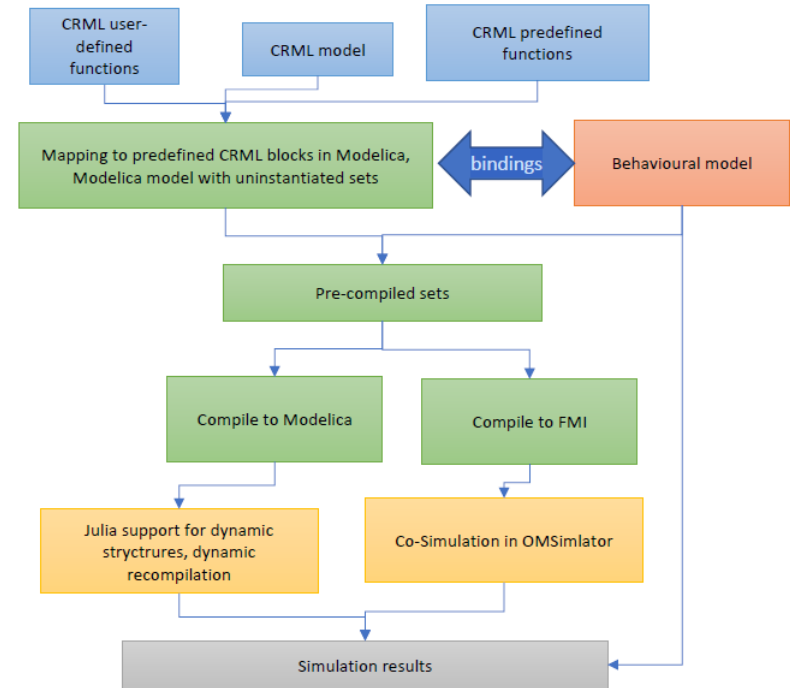 CRML user-
defined
functions
CRML model
CRML predefined
functions
Mapping to predefined CRML blocks in Modelica,
Modelica model with uninstantiated sets
bindings
Behavioural model
Pre-compiled sets
Compile to Modelica
Compile to FMI
Julia support for dynamic
stryctrures, dynamic
recompilation
Co-Simulation in OMSimlator
Simulation results